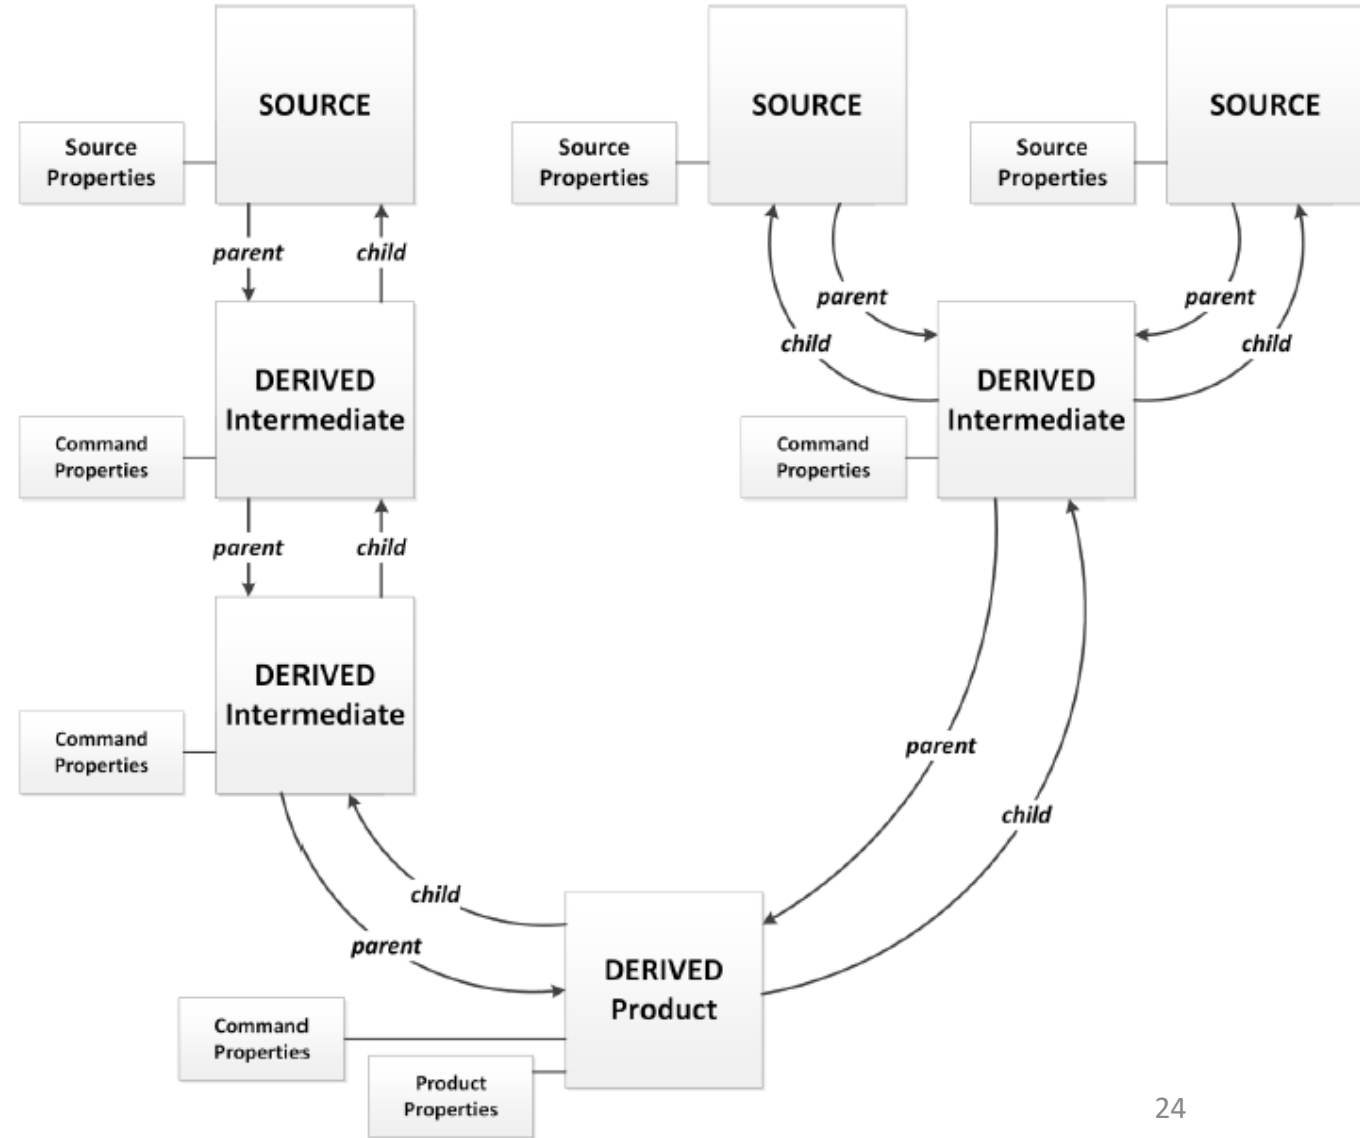 SOURCE
SOURCE
SOURCE
Source
Properties
Source
Properties
Source
Properties
parent
child
parent
child
parent
child
DERIVED
Intermediate
DERIVED
Intermediate
Command
Properties
Command
Properties
parent
child
DERIVED
Intermediate
Command
Properties
parent
child
child
parent
DERIVED
Product
Command
Properties
Product
Properties
24